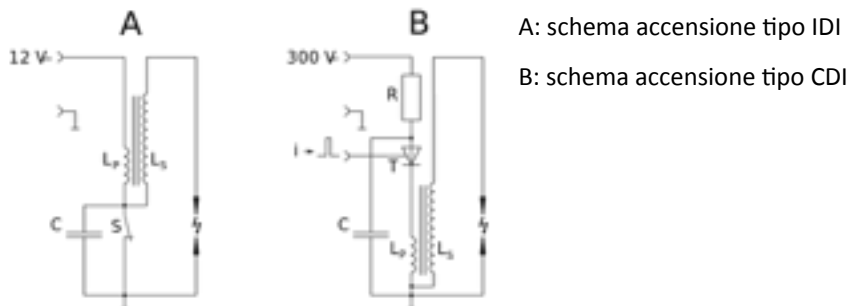 A
12 V
Lp
Ls
C
S
B
300 V
R
i
T
C
Lp
Ls
A: schema accensione tipo IDI
B: schema accensione tipo CDI